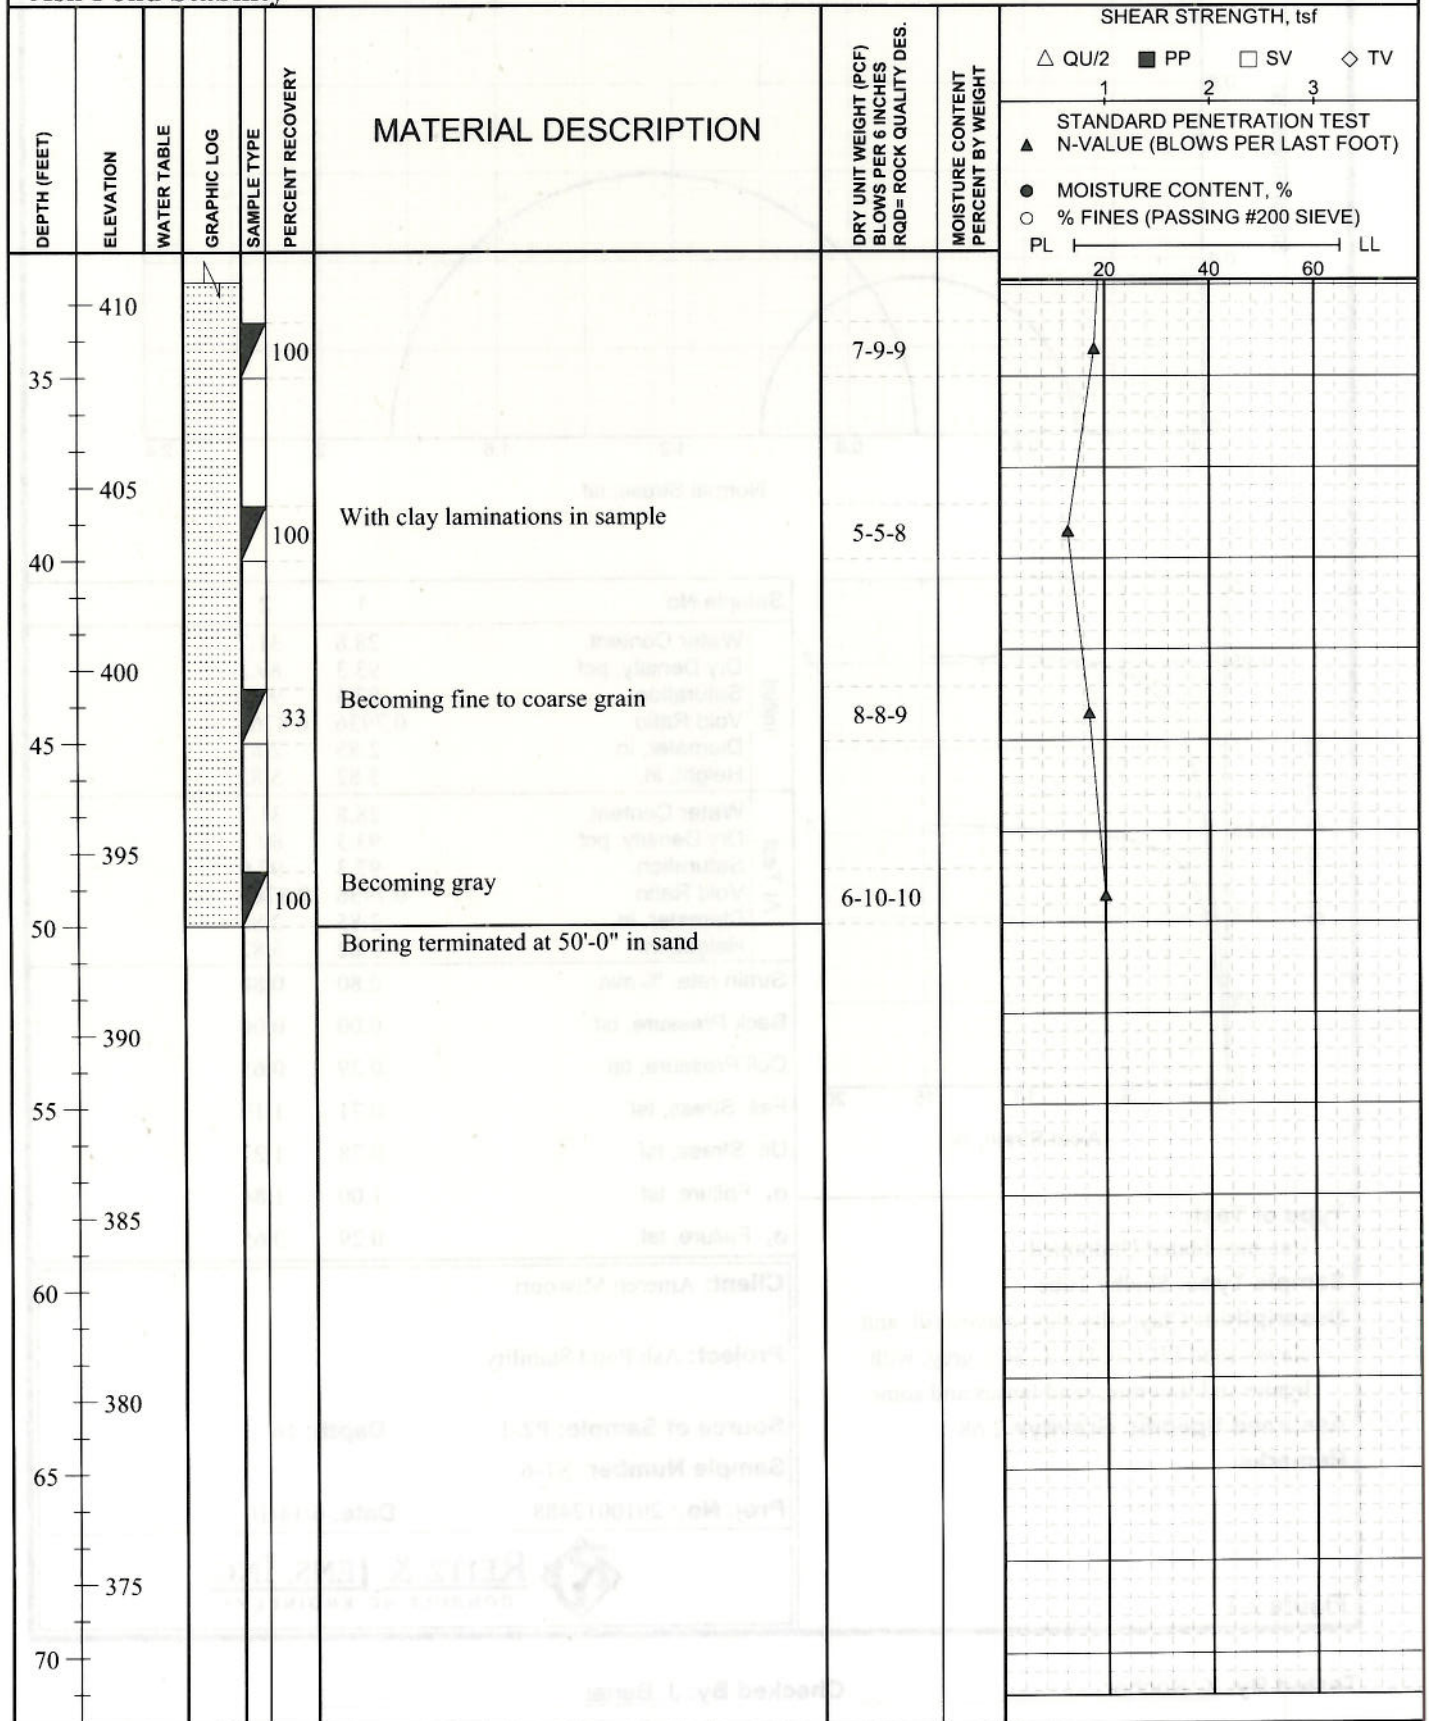 SHEAR STRENGTH, tsf
△ QU/2 ■ PP □ SV ◇ TV
1 2 3
STANDARD PENETRATION TEST
▲ N-VALUE (BLOWS PER LAST FOOT)
● MOISTURE CONTENT, %
○ % FINES (PASSING #200 SIEVE)
PL LL
20 40 60
DEPTH (FEET)
ELEVATION
WATER TABLE
GRAPHIC LOG
SAMPLE TYPE
PERCENT RECOVERY
MATERIAL DESCRIPTION
DRY UNIT WEIGHT (PCF)
BLOWS PER 6 INCHES
RQD= ROCK QUALITY DES.
MOISTURE CONTENT
PERCENT BY WEIGHT
410
100 7-9-9
35
405
With clay laminations in sample
100 5-5-8
40
400
Becoming fine to coarse grain
33 8-8-9
45
395
Becoming gray
100 6-10-10
50
Boring terminated at 50'-0" in sand
390
55
385
60
380
65
375
70